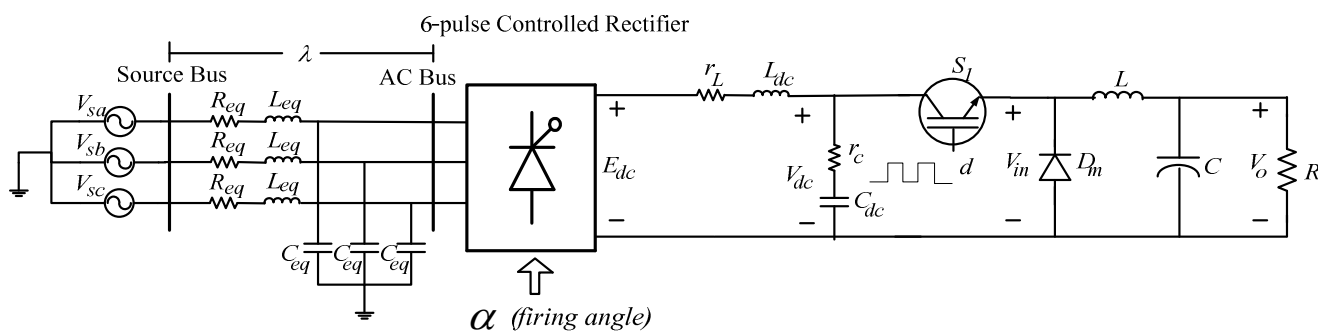 6-pulse Controlled Rectifier
λ
Source Bus
AC Bus
V_sa
V_sb
V_sc
R_eq
L_eq
R_eq
L_eq
R_eq
L_eq
C_eq
C_eq
C_eq
+
E_dc
−
r_L
L_dc
+
V_dc
−
r_c
C_dc
S_1
d
+
V_in
−
D_m
L
C
+
V_o
−
R
α (firing angle)